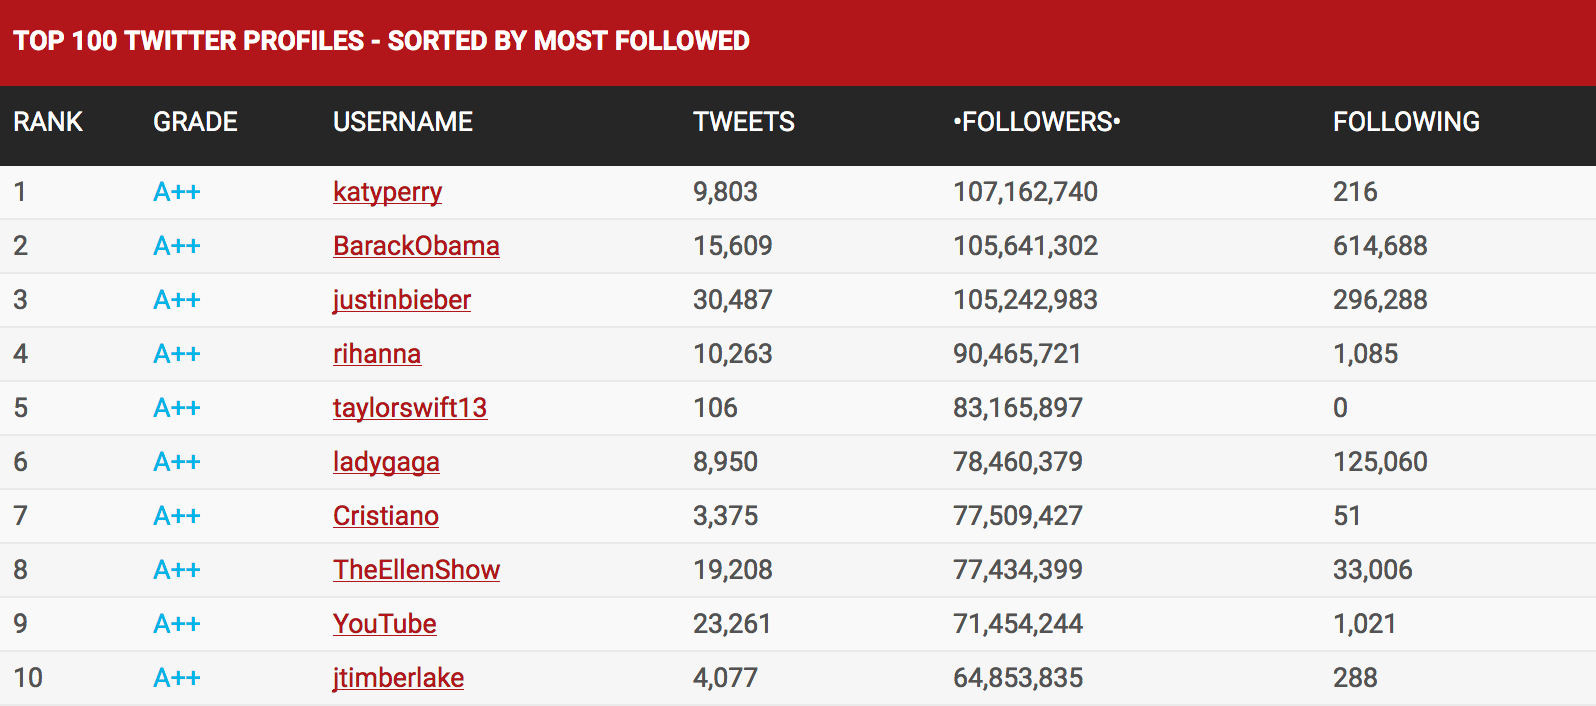 TOP 100 TWITTER PROFILES - SORTED BY MOST FOLLOWED
RANK GRADE USERNAME TWEETS •FOLLOWERS• FOLLOWING
1 A++ katyperry 9,803 107,162,740 216
2 A++ BarackObama 15,609 105,641,302 614,688
3 A++ justinbieber 30,487 105,242,983 296,288
4 A++ rihanna 10,263 90,465,721 1,085
5 A++ taylorswift13 106 83,165,897 0
6 A++ ladygaga 8,950 78,460,379 125,060
7 A++ Cristiano 3,375 77,509,427 51
8 A++ TheEllenShow 19,208 77,434,399 33,006
9 A++ YouTube 23,261 71,454,244 1,021
10 A++ jtimberlake 4,077 64,853,835 288